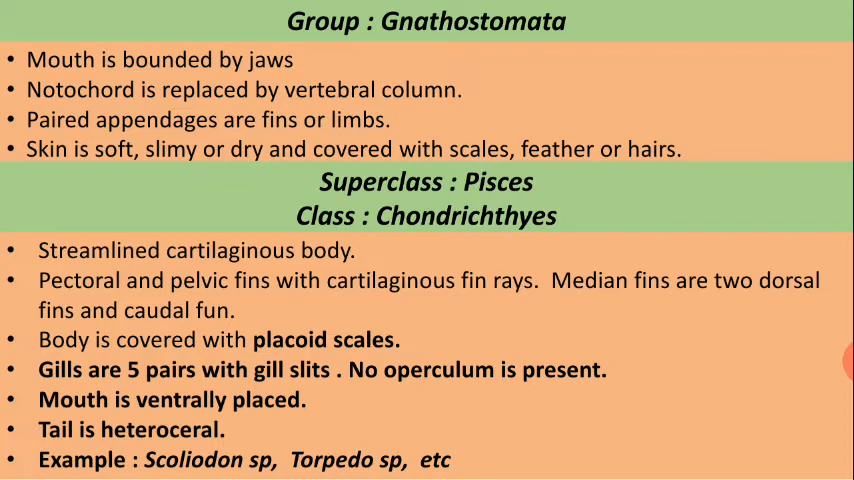 Group : Gnathostomata
• Mouth is bounded by jaws
• Notochord is replaced by vertebral column.
• Paired appendages are fins or limbs.
• Skin is soft, slimy or dry and covered with scales, feather or hairs.
Superclass : Pisces
Class : Chondrichthyes
• Streamlined cartilaginous body.
• Pectoral and pelvic fins with cartilaginous fin rays. Median fins are two dorsal
fins and caudal fun.
• Body is covered with placoid scales.
• Gills are 5 pairs with gill slits . No operculum is present.
• Mouth is ventrally placed.
• Tail is heteroceral.
• Example : Scoliodon sp, Torpedo sp, etc